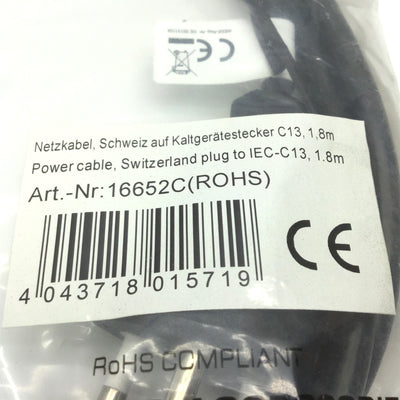 CE
Netzkabel, Schweiz auf Kaltgerätestecker C13, 1.8m
Power cable, Switzerland plug to IEC-C13, 1.8m
Art.-Nr:16652C(ROHS)
CE
4 043718 015719
RoHS COMPLIANT